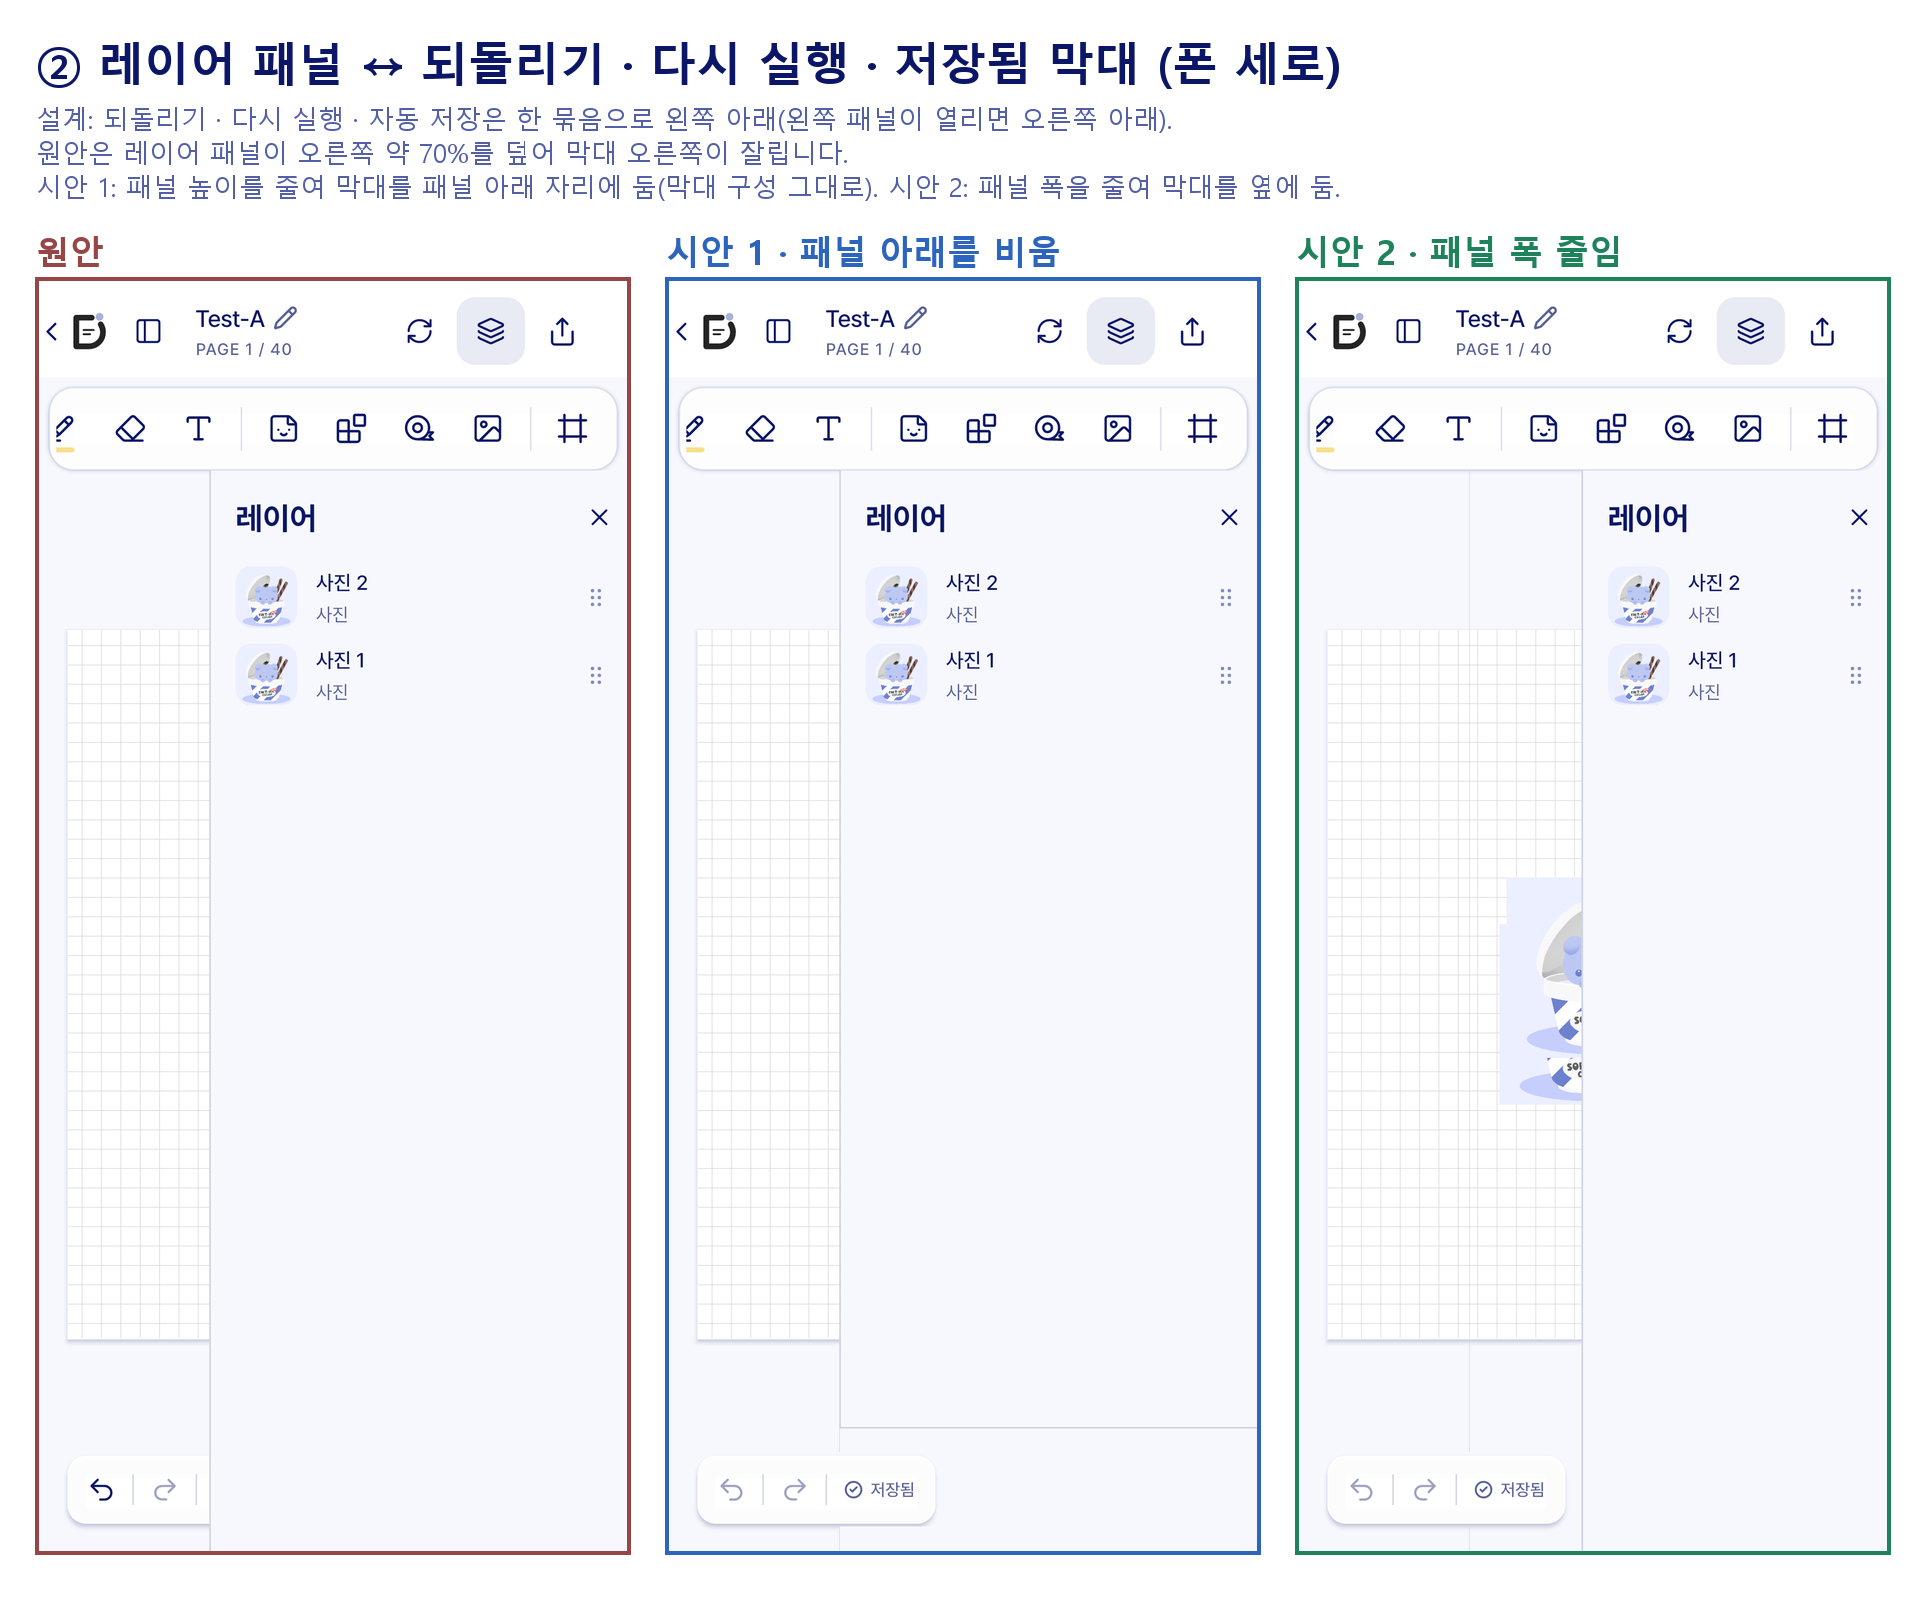 ② 레이어 패널 ↔ 되돌리기 · 다시 실행 · 저장됨 막대 (폰 세로)
설계: 되돌리기 · 다시 실행 · 자동 저장은 한 묶음으로 왼쪽 아래(왼쪽 패널이 열리면 오른쪽 아래).
원안은 레이어 패널이 오른쪽 약 70%를 덮어 막대 오른쪽이 잘립니다.
시안 1: 패널 높이를 줄여 막대를 패널 아래 자리에 둠(막대 구성 그대로). 시안 2: 패널 폭을 줄여 막대를 옆에 둠.
원안
Test-A
PAGE 1 / 40
레이어
사진 2
사진
사진 1
사진
시안 1 · 패널 아래를 비움
Test-A
PAGE 1 / 40
레이어
사진 2
사진
사진 1
사진
저장됨
시안 2 · 패널 폭 줄임
Test-A
PAGE 1 / 40
레이어
사진 2
사진
사진 1
사진
저장됨